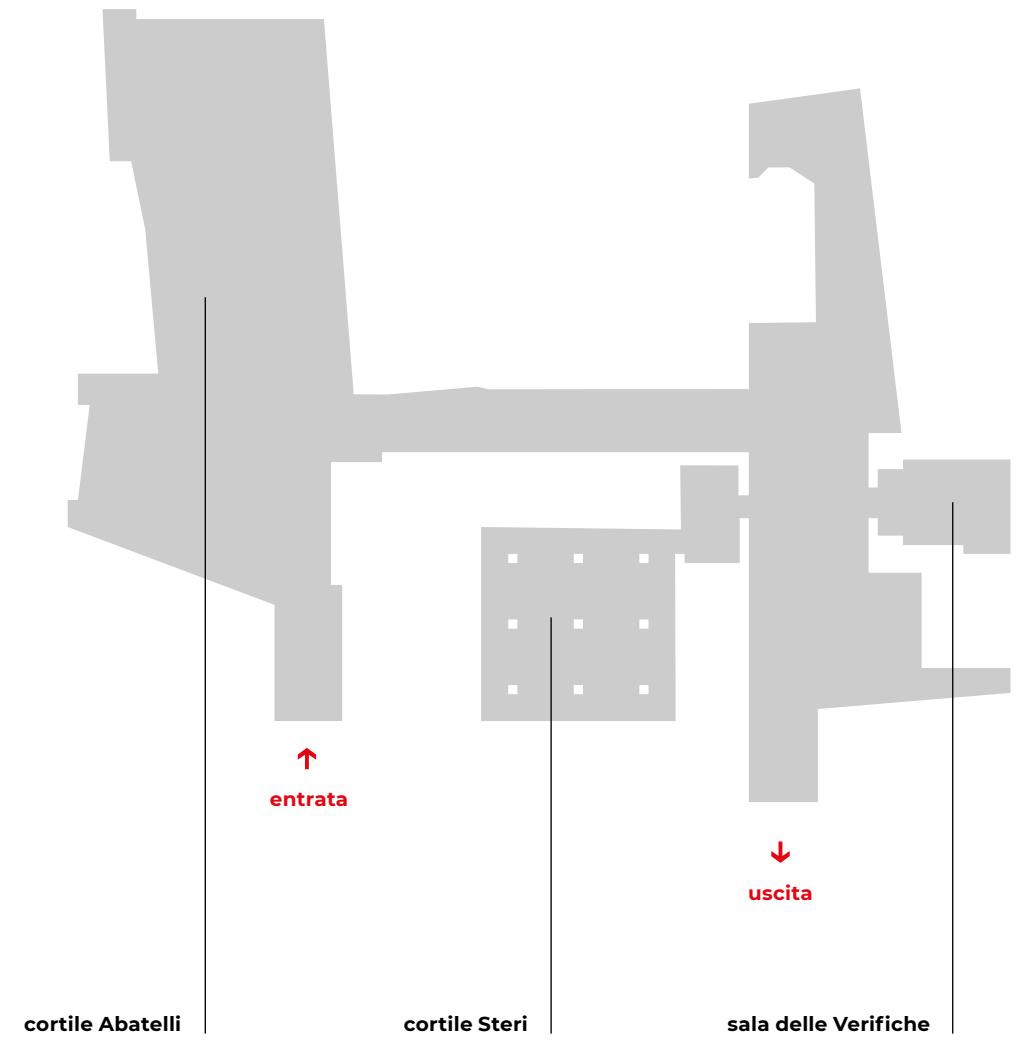 entrata
uscita
cortile Abatelli
cortile Steri
sala delle Verifiche